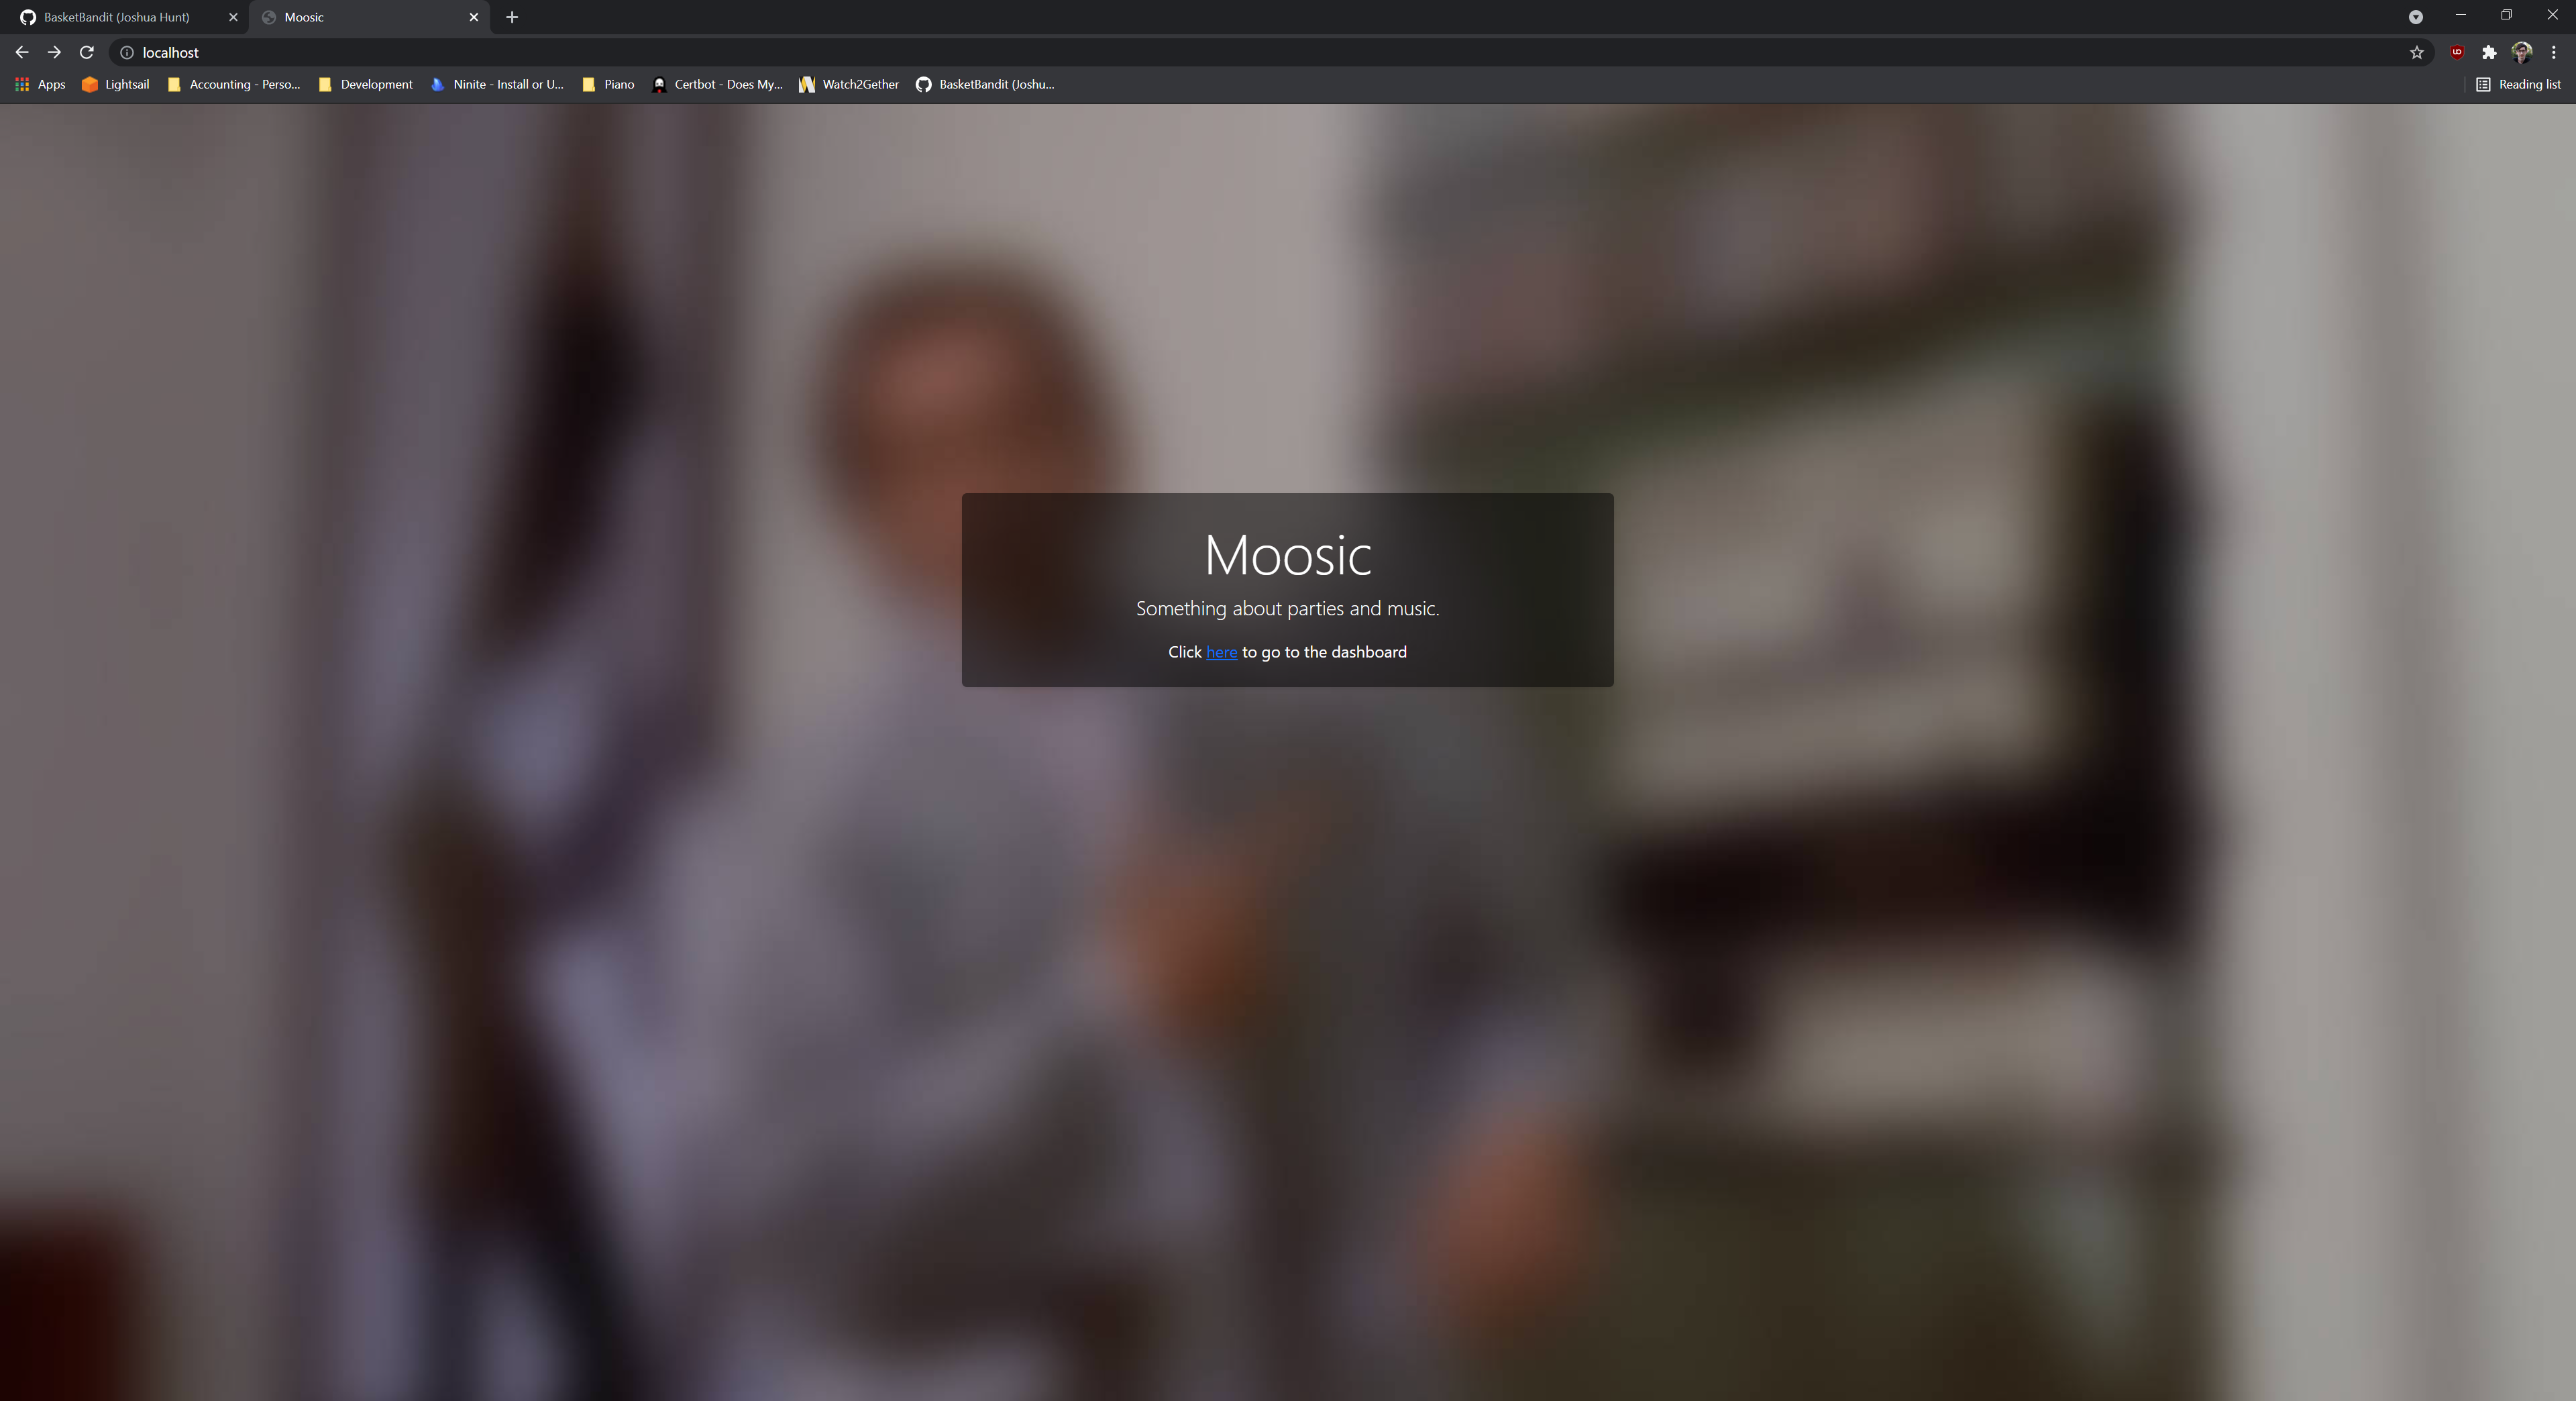 BasketBandit (Joshua Hunt)
Moosic
localhost
Apps
Lightsail
Accounting - Perso...
Development
Ninite - Install or U...
Piano
Certbot - Does My...
Watch2Gether
BasketBandit (Joshu...
Reading list
Moosic
Something about parties and music.
Click here to go to the dashboard